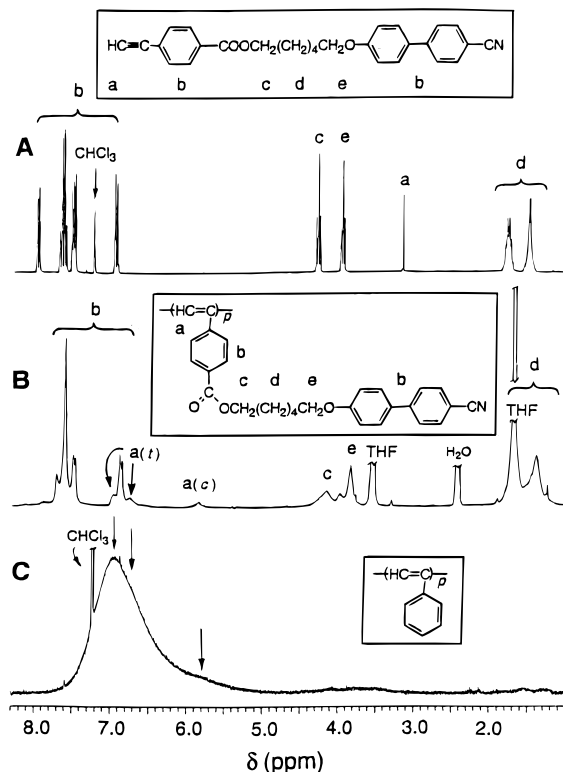 HC≡C COOCH₂(CH₂)₄CH₂O CN
a b c d e b
A
b
CHCl₃
c e
a
d
B
b
a(t)
a(c)
(HC=C)p
a
b
c d e b
C
O OCH₂(CH₂)₄CH₂O CN
c
e
THF
H₂O
THF
d
C
CHCl₃
(HC=C)p
8.0 7.0 6.0 5.0 4.0 3.0 2.0
δ (ppm)